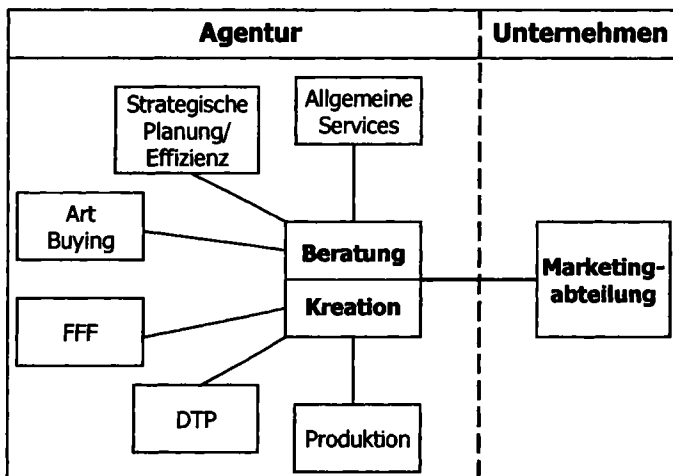 Agentur
Unternehmen
Strategische
Planung/
Effizienz
Allgemeine
Services
Art
Buying
Beratung
Kreation
Marketing-
abteilung
FFF
DTP
Produktion